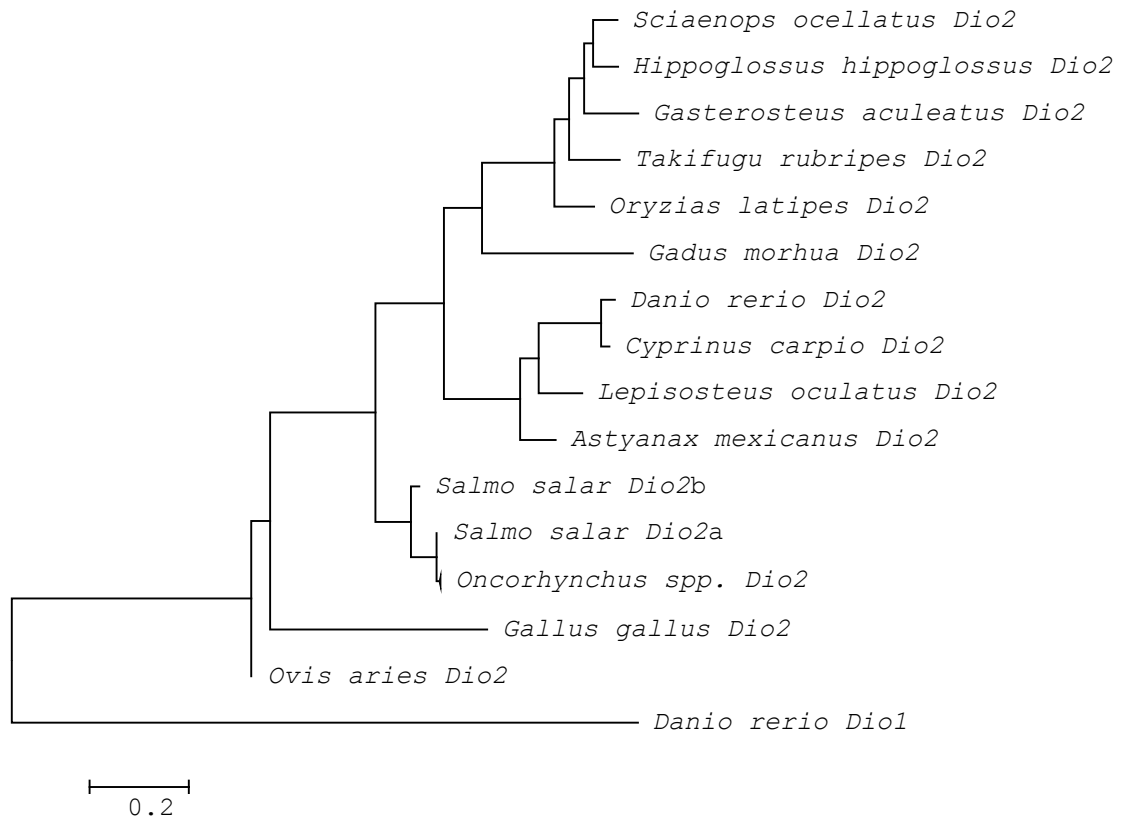 Sciaenops ocellatus Dio2
Hippoglossus hippoglossus Dio2
Gasterosteus aculeatus Dio2
Takifugu rubripes Dio2
Oryzias latipes Dio2
Gadus morhua Dio2
Danio rerio Dio2
Cyprinus carpio Dio2
Lepisosteus oculatus Dio2
Astyanax mexicanus Dio2
Salmo salar Dio2b
Salmo salar Dio2a
Oncorhynchus spp. Dio2
Gallus gallus Dio2
Ovis aries Dio2
Danio rerio Dio1
0.2